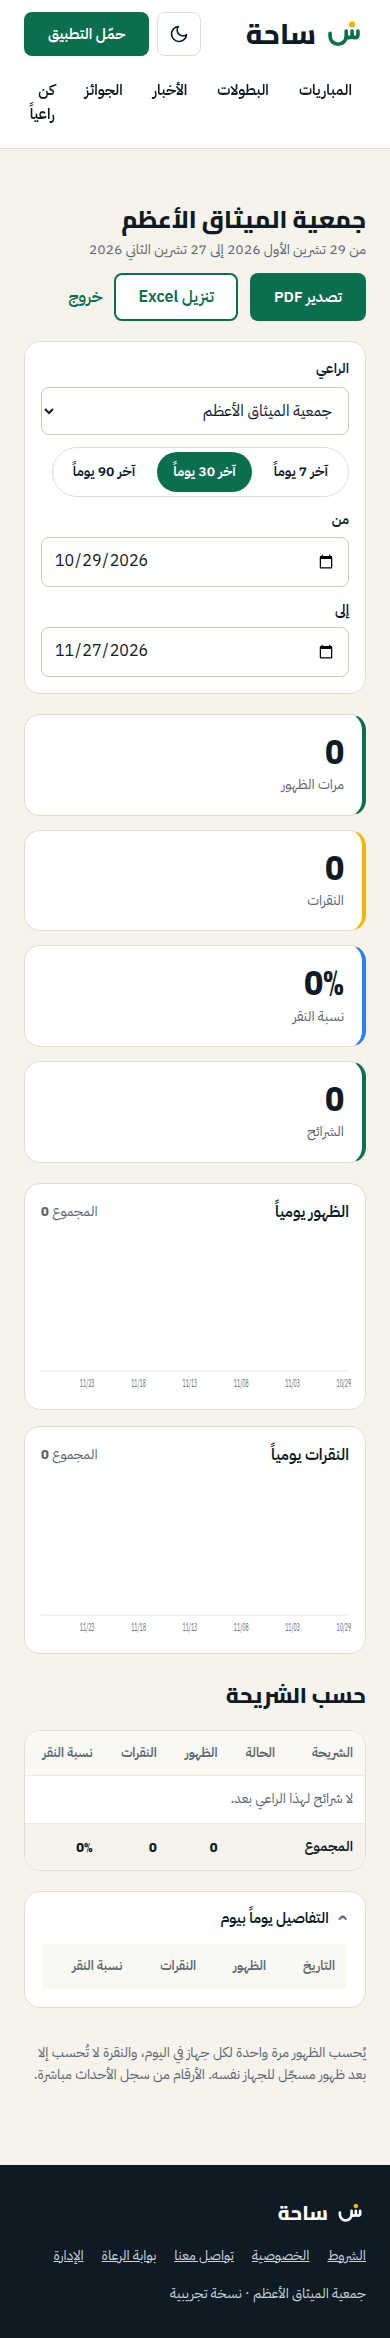 ساحة
حمّل التطبيق
المباريات البطولات الأخبار الجوائز كن راعياً
جمعية الميثاق الأعظم
من 29 تشرين الأول 2026 إلى 27 تشرين الثاني 2026
تصدير PDF تنزيل Excel خروج
الراعي
جمعية الميثاق الأعظم
آخر 7 يوماً آخر 30 يوماً آخر 90 يوماً
من
10/29/2026
إلى
11/27/2026
0
مرات الظهور
0
النقرات
0%
نسبة النقر
0
الشرائح
الظهور يومياً المجموع 0
10/29 11/03 11/08 11/13 11/18 11/23
النقرات يومياً المجموع 0
10/29 11/03 11/08 11/13 11/18 11/23
حسب الشريحة
الشريحة الحالة الظهور النقرات نسبة النقر
لا شرائح لهذا الراعي بعد.
المجموع 0 0 0%
التفاصيل يوماً بيوم
التاريخ الظهور النقرات نسبة النقر
يُحسب الظهور مرة واحدة لكل جهاز في اليوم، والنقرة لا تُحسب إلا
بعد ظهور مسجّل للجهاز نفسه. الأرقام من سجل الأحداث مباشرة.
ساحة
الشروط الخصوصية تواصل معنا بوابة الرعاة الإدارة
جمعية الميثاق الأعظم · نسخة تجريبية